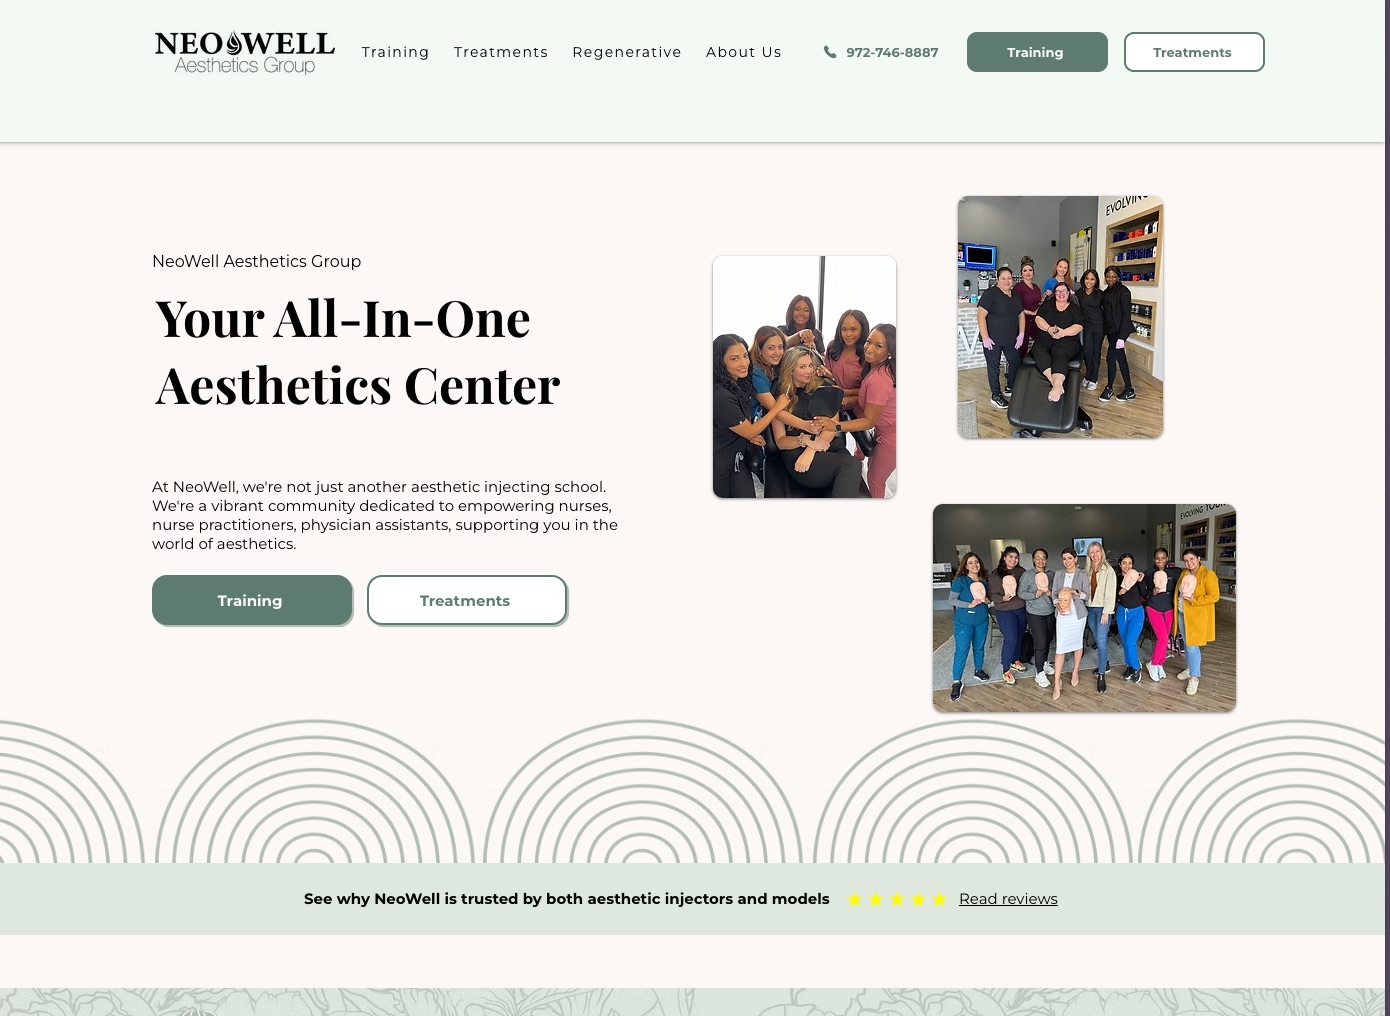 NEOWELL
Aesthetics Group
Training
Treatments
Regenerative
About Us
972-746-8887
Training
Treatments
NeoWell Aesthetics Group
Your All-In-One
Aesthetics Center
At NeoWell, we're not just another aesthetic injecting school.
We're a vibrant community dedicated to empowering nurses,
nurse practitioners, physician assistants, supporting you in the
world of aesthetics.
Training
Treatments
EVOLVING
EVOLVING YOUR
See why NeoWell is trusted by both aesthetic injectors and models
Read reviews